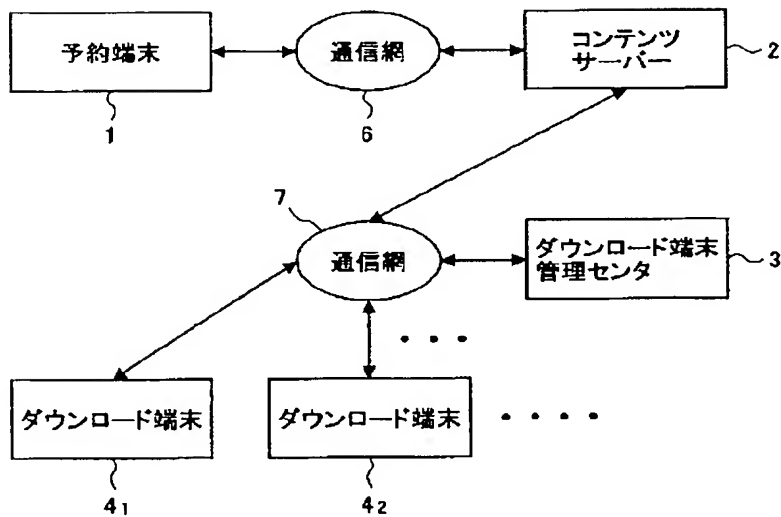 予約端末
通信網
コンテンツ
サーバー
2
1
6
7
通信網
ダウンロード端末
管理センタ
3
ダウンロード端末
ダウンロード端末
41
42